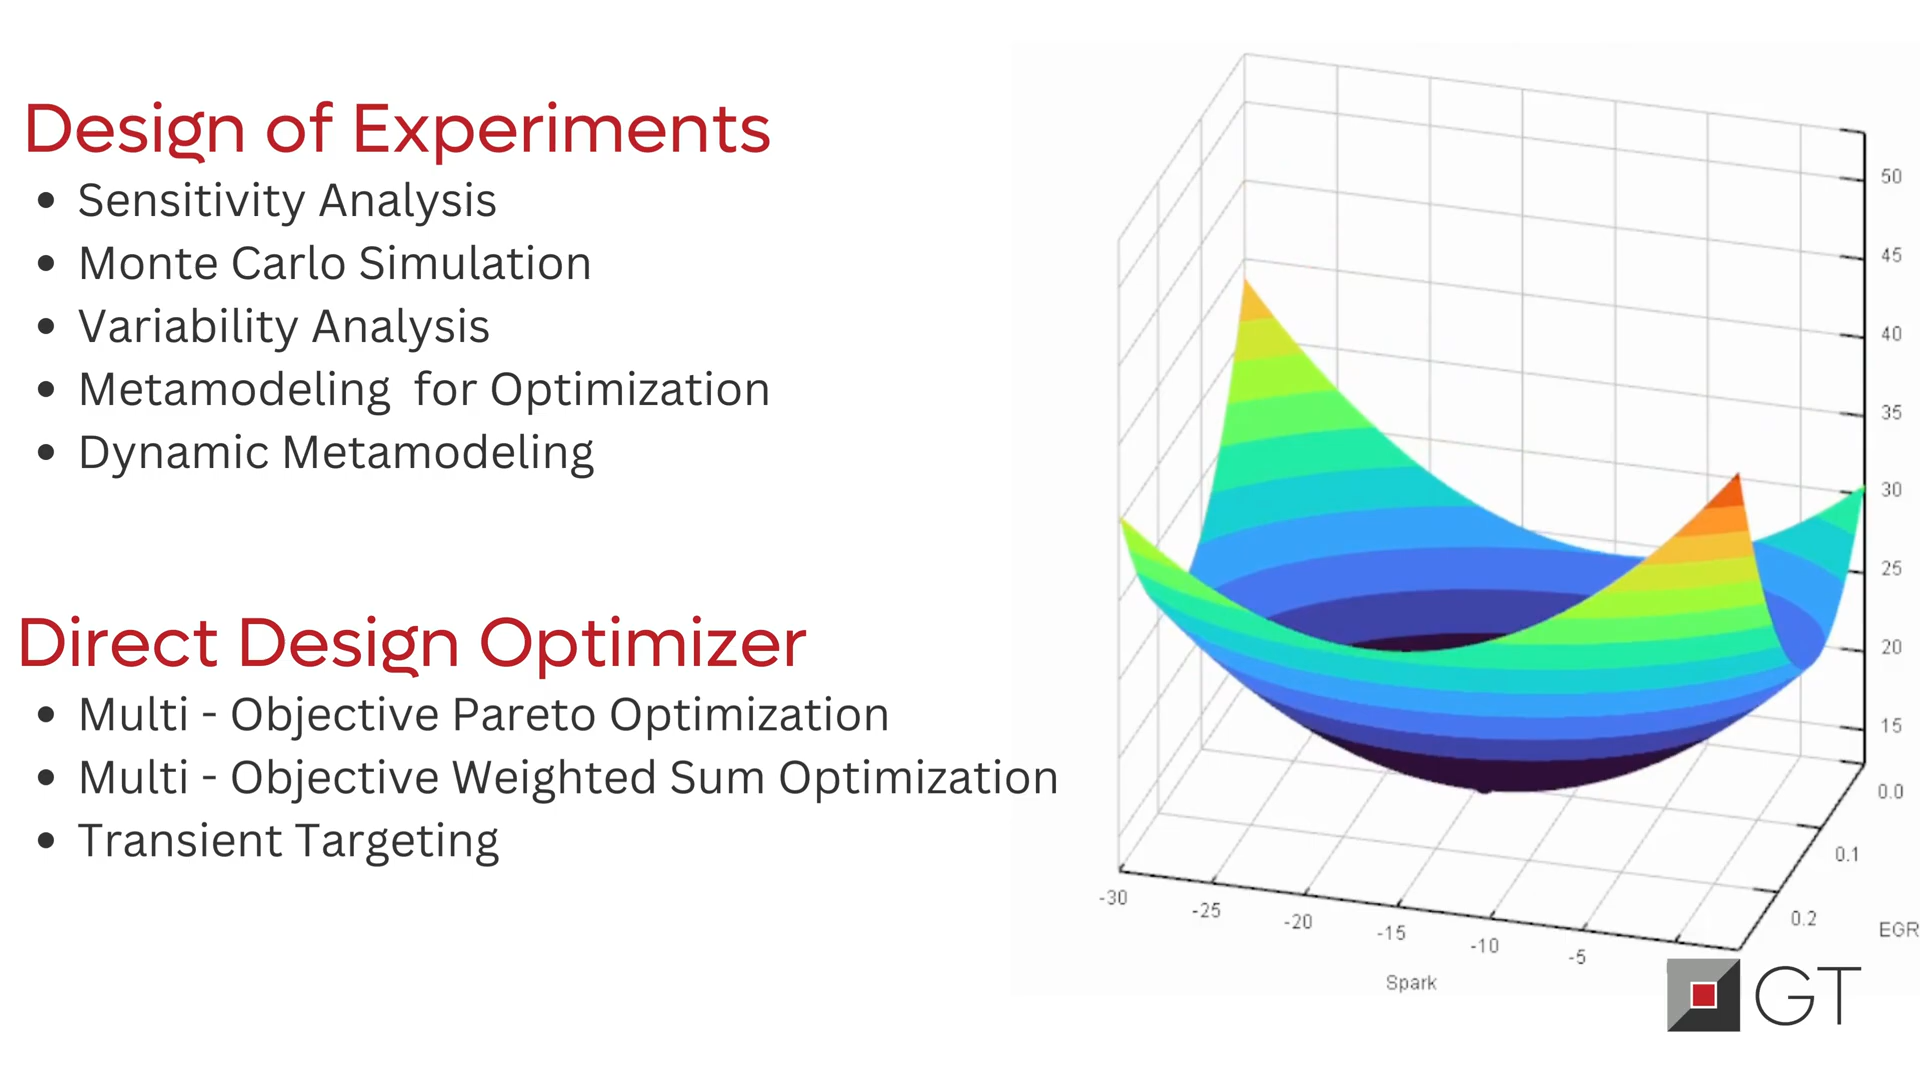 Design of Experiments
• Sensitivity Analysis
• Monte Carlo Simulation
• Variability Analysis
• Metamodeling  for Optimization
• Dynamic Metamodeling
Direct Design Optimizer
• Multi - Objective Pareto Optimization
• Multi - Objective Weighted Sum Optimization
• Transient Targeting
50
45
40
35
30
25
20
15
0.0
0.1
0.2
EGR
-30
-25
-20
-15
-10
-5
Spark
GT